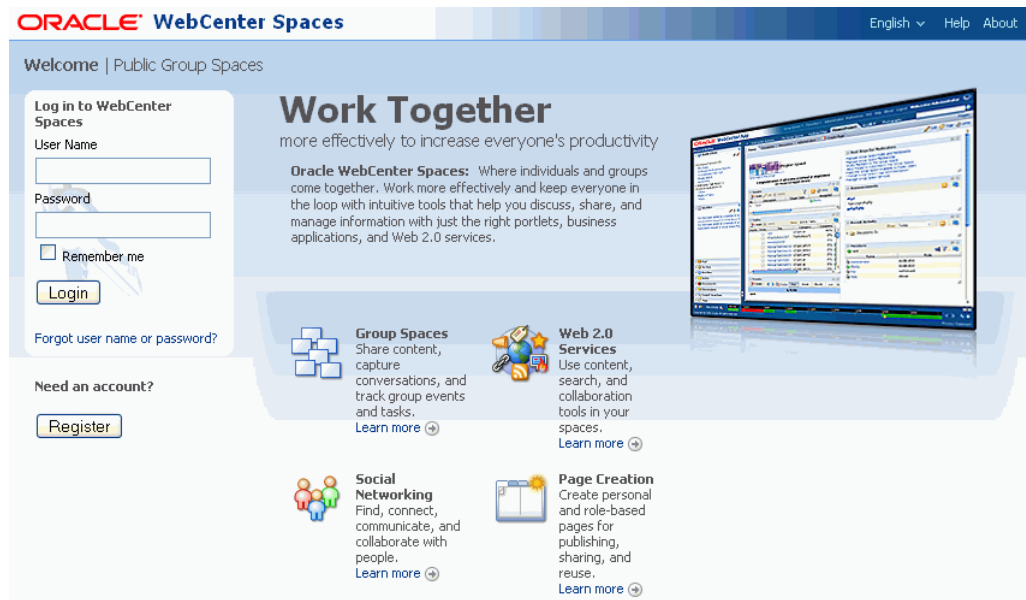 ORACLE WebCenter Spaces
English Help About
Welcome | Public Group Spaces
Log in to WebCenter
Spaces
User Name
Password
Remember me
Login
Forgot user name or password?
Need an account?
Register
Work Together
more effectively to increase everyone's productivity
Oracle WebCenter Spaces: Where individuals and groups
come together. Work more effectively and keep everyone in
the loop with intuitive tools that help you discuss, share, and
manage information with just the right portlets, business
applications, and Web 2.0 services.
Group Spaces
Share content,
capture
conversations, and
track group events
and tasks.
Learn more
Web 2.0
Services
Use content,
search, and
collaboration
tools in your
spaces.
Learn more
Social
Networking
Find, connect,
communicate, and
collaborate with
people.
Learn more
Page Creation
Create personal
and role-based
pages for
publishing,
sharing, and
reuse.
Learn more